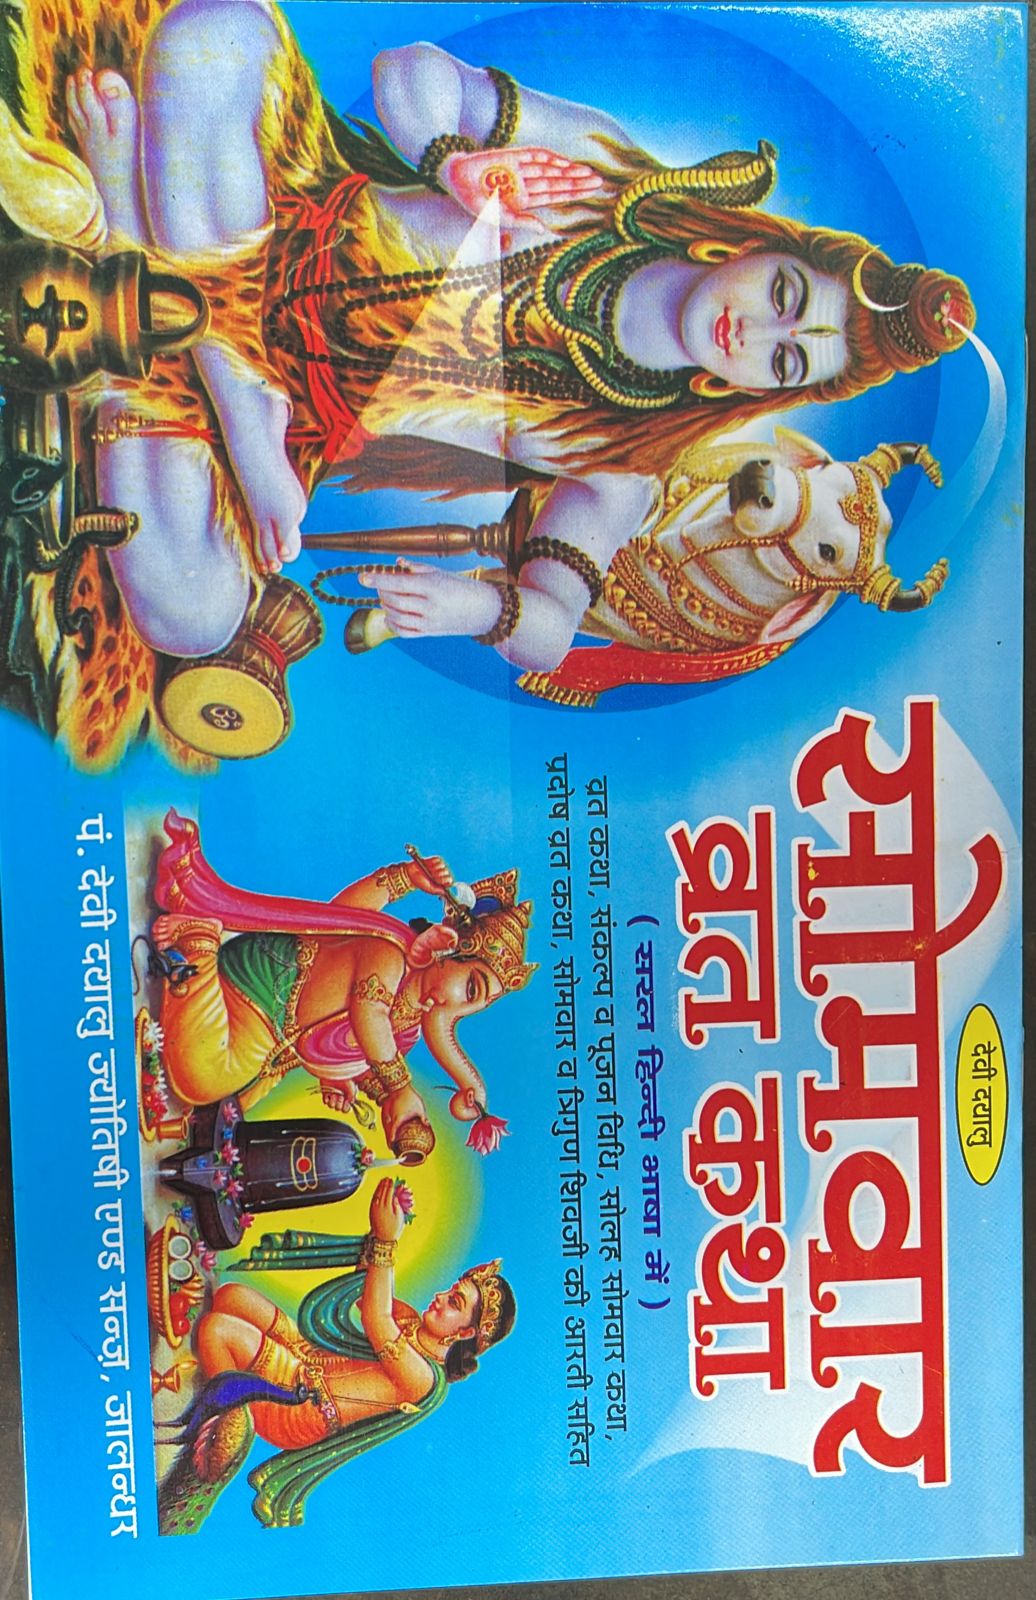 देवी दयालु
सोमवार
व्रत कथा
( सरल हिन्दी भाषा में )
व्रत कथा, संकल्प व पूजन विधि, सोलह सोमवार कथा,
प्रदोष व्रत कथा, सोमवार व त्रिगुण शिवजी की आरती सहित
ॐ
ॐ
पं. देवी दयालु ज्योतिषी एण्ड सन्ज़, जालन्धर